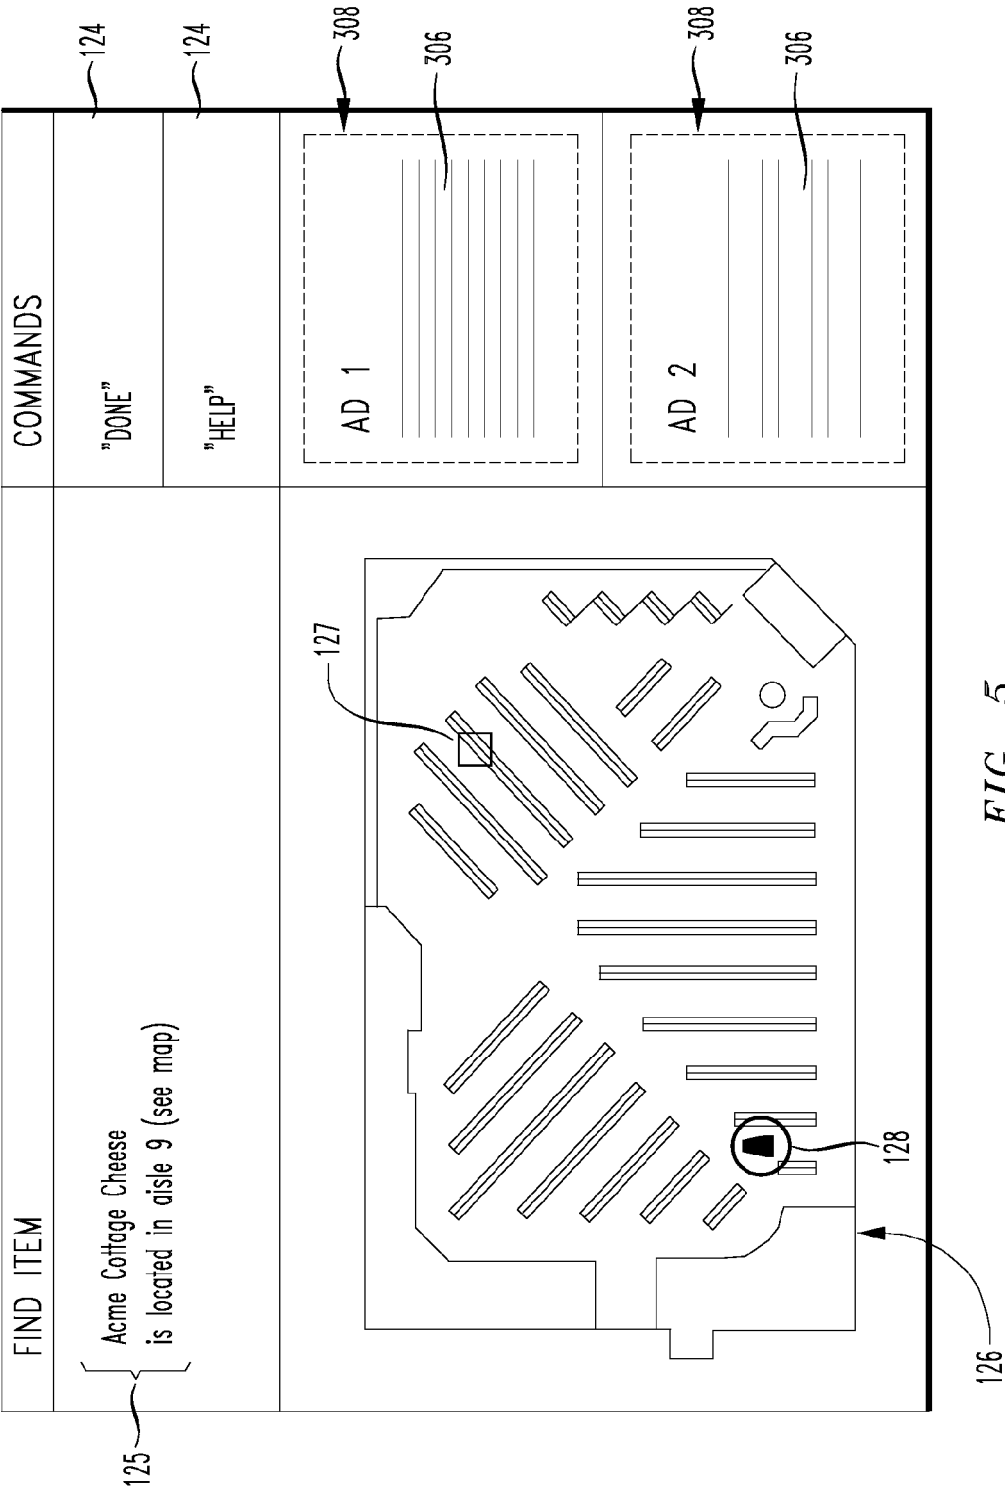 FIND ITEM
COMMANDS
125
Acme Cottage Cheese
is located in aisle 9 (see map)
"DONE"
124
"HELP"
124
127
AD 1
308
306
AD 2
308
306
128
126
FIG. 5